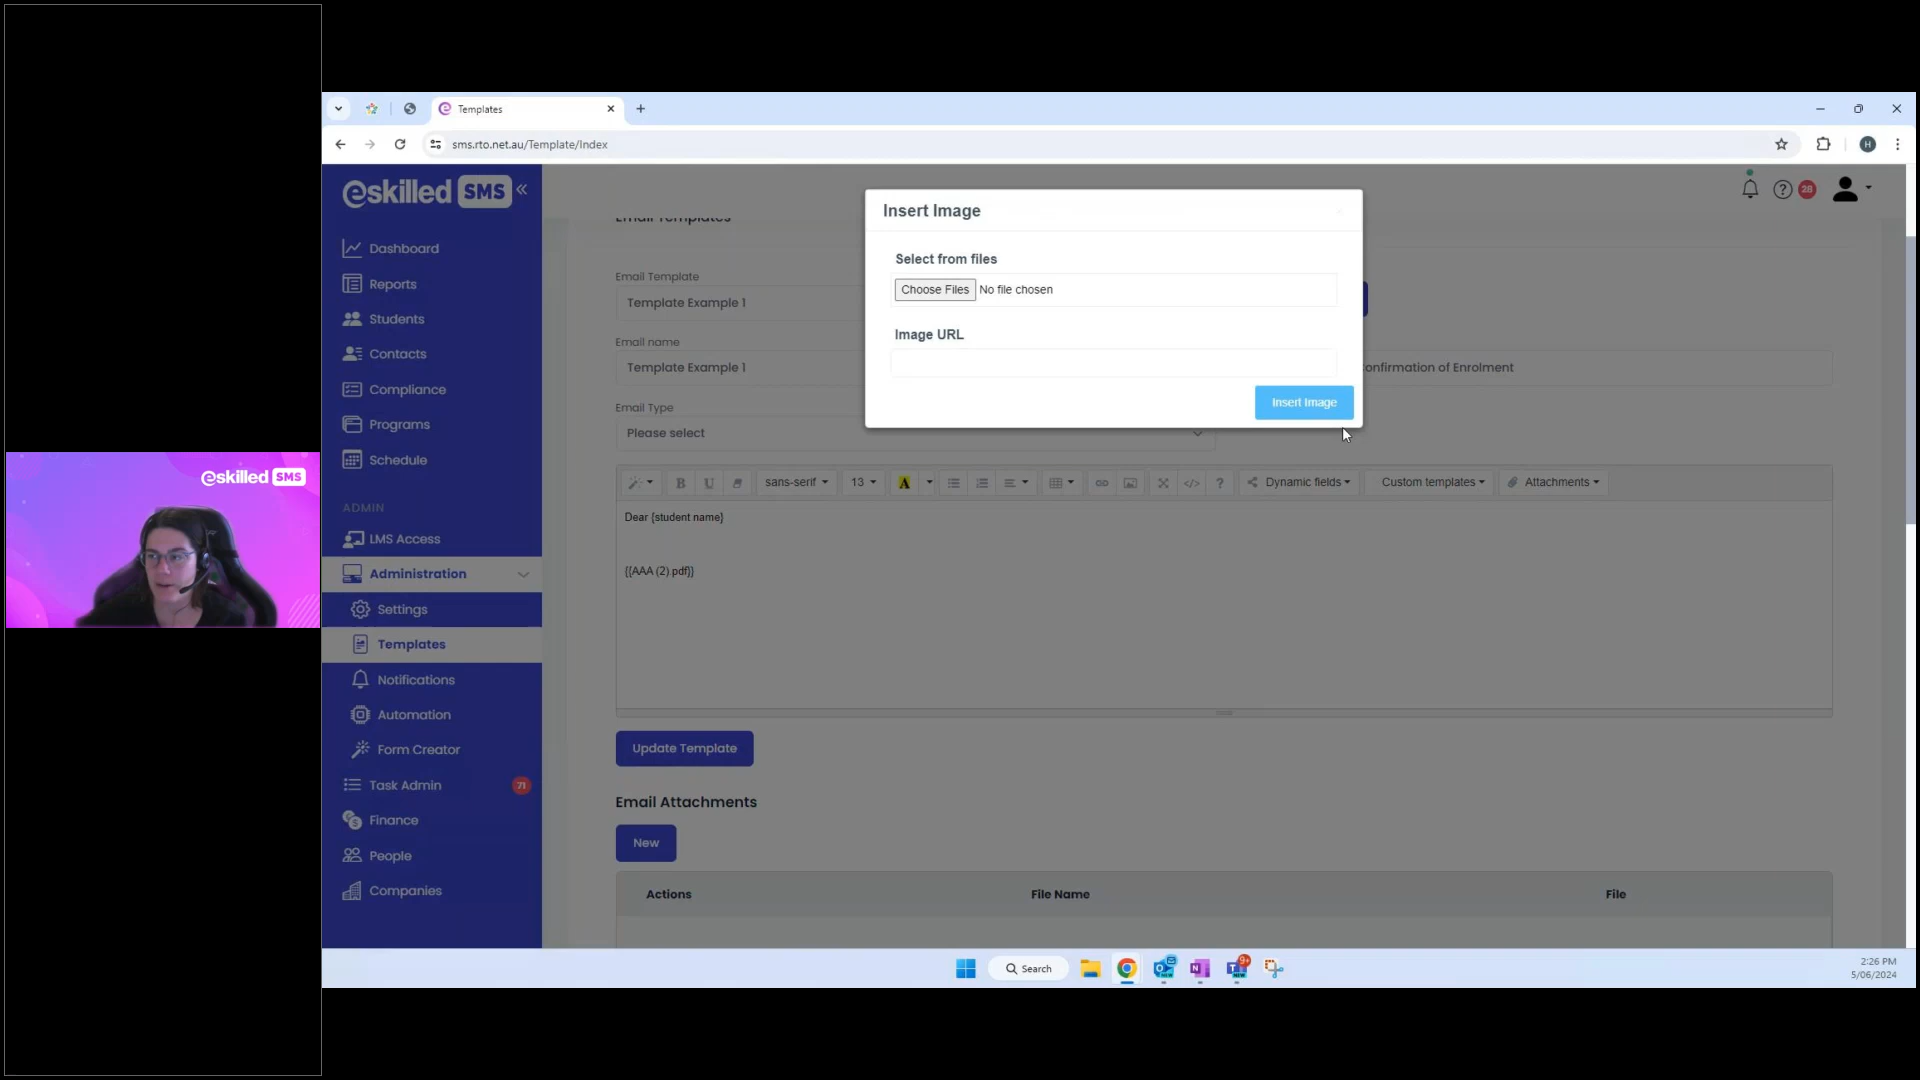 Templates
sms.rto.net.au/Template/Index
H
eskilled SMS
Dashboard
Reports
Students
Contacts
Compliance
Programs
Schedule
ADMIN
LMS Access
Administration
Settings
Templates
Notifications
Automation
Form Creator
Task Admin 71
Finance
People
Companies
28
Email Templates
Email Template
Template Example 1
Email name
Template Example 1
onfirmation of Enrolment
Email Type
Please select
Insert Image
Select from files
Choose Files No file chosen
Image URL
Insert Image
B U sans-serif 13 A </> ? Dynamic fields Custom templates Attachments
Dear {student name}
{{AAA (2).pdf}}
Update Template
Email Attachments
New
Actions File Name File
Search
NEW
N
T
NEW
9+
2:26 PM
5/06/2024
eskilled SMS